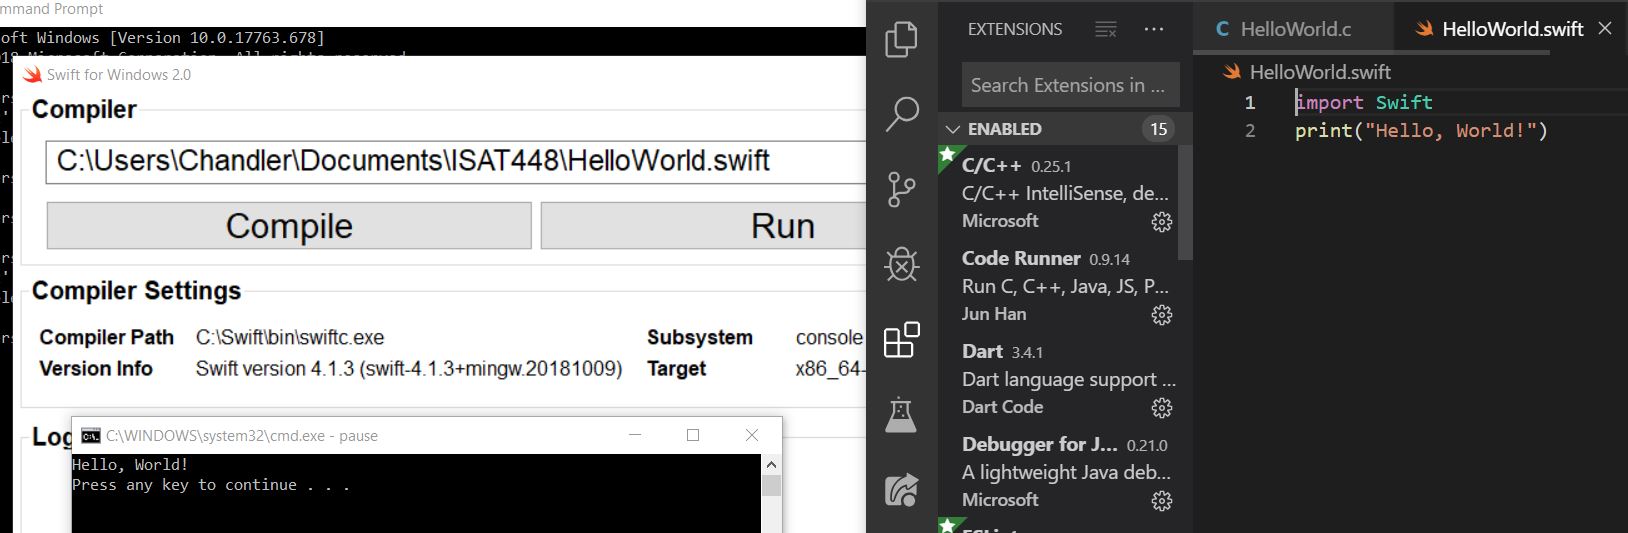 mmand Prompt
oft Windows [Version 10.0.17763.678]
Microsoft Corporation. All rights reserved
Swift for Windows 2.0
Compiler
C:\Users\Chandler\Documents\ISAT448\HelloWorld.swift
Compile
Run
Compiler Settings
Compiler Path C:\Swift\bin\swiftc.exe Subsystem console
Version Info Swift version 4.1.3 (swift-4.1.3+mingw.20181009) Target x86_64-
Log
C:\WINDOWS\system32\cmd.exe - pause
Hello, World!
Press any key to continue . . .
EXTENSIONS
Search Extensions in ...
ENABLED 15
C/C++ 0.25.1
C/C++ IntelliSense, de...
Microsoft
Code Runner 0.9.14
Run C, C++, Java, JS, P...
Jun Han
Dart 3.4.1
Dart language support ...
Dart Code
Debugger for J... 0.21.0
A lightweight Java deb...
Microsoft
HelloWorld.c
HelloWorld.swift
HelloWorld.swift
1 import Swift
2 print("Hello, World!")